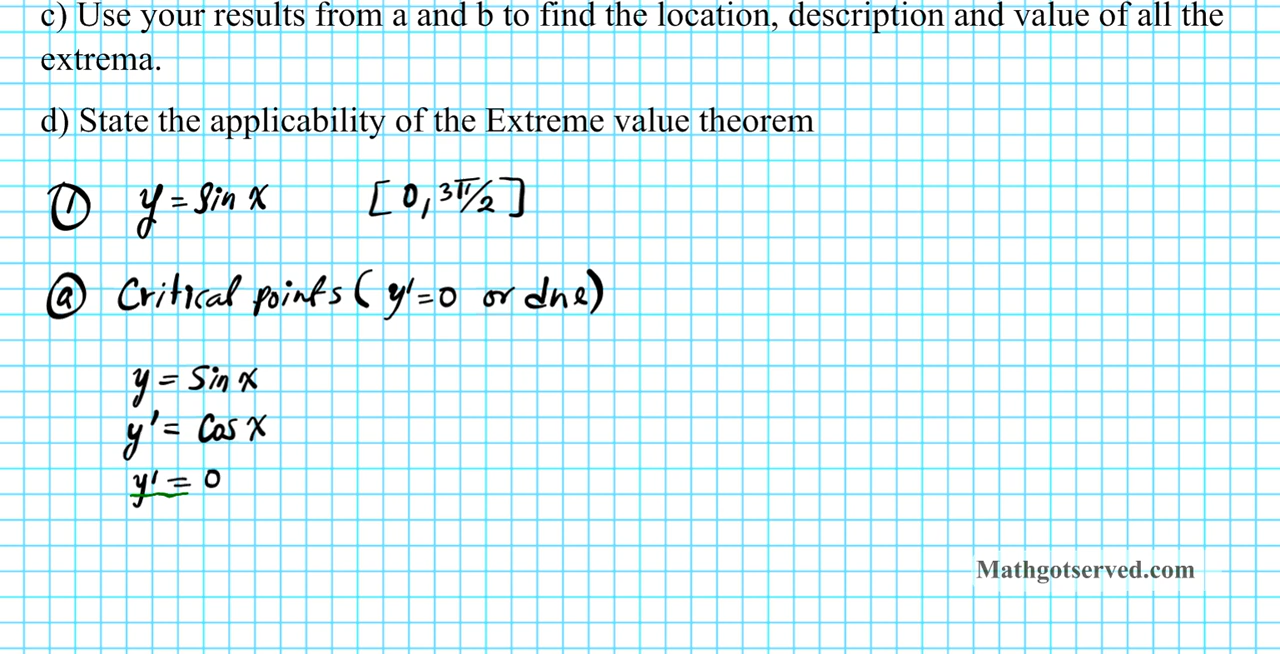 c) Use your results from a and b to find the location, description and value of all the
extrema.
d) State the applicability of the Extreme value theorem
① y = Sin x [0, 3π/2]
ⓐ Critical points ( y' = 0 or dne)
y = Sin x
y' = Cos x
y' = 0
Mathgotserved.com